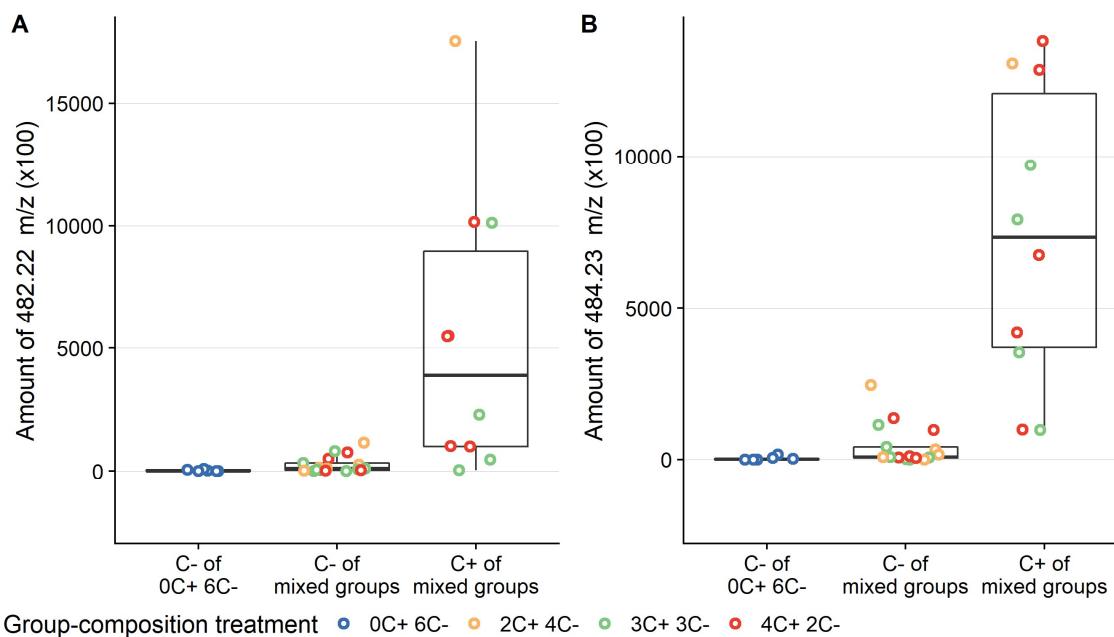 A
Amount of 482.22 m/z (x100)
15000
10000
5000
0
C- of
0C+ 6C-
C- of
mixed groups
C+ of
mixed groups
B
Amount of 484.23 m/z (x100)
10000
5000
0
C- of
0C+ 6C-
C- of
mixed groups
C+ of
mixed groups
Group-composition treatment 0C+ 6C- 2C+ 4C- 3C+ 3C- 4C+ 2C-